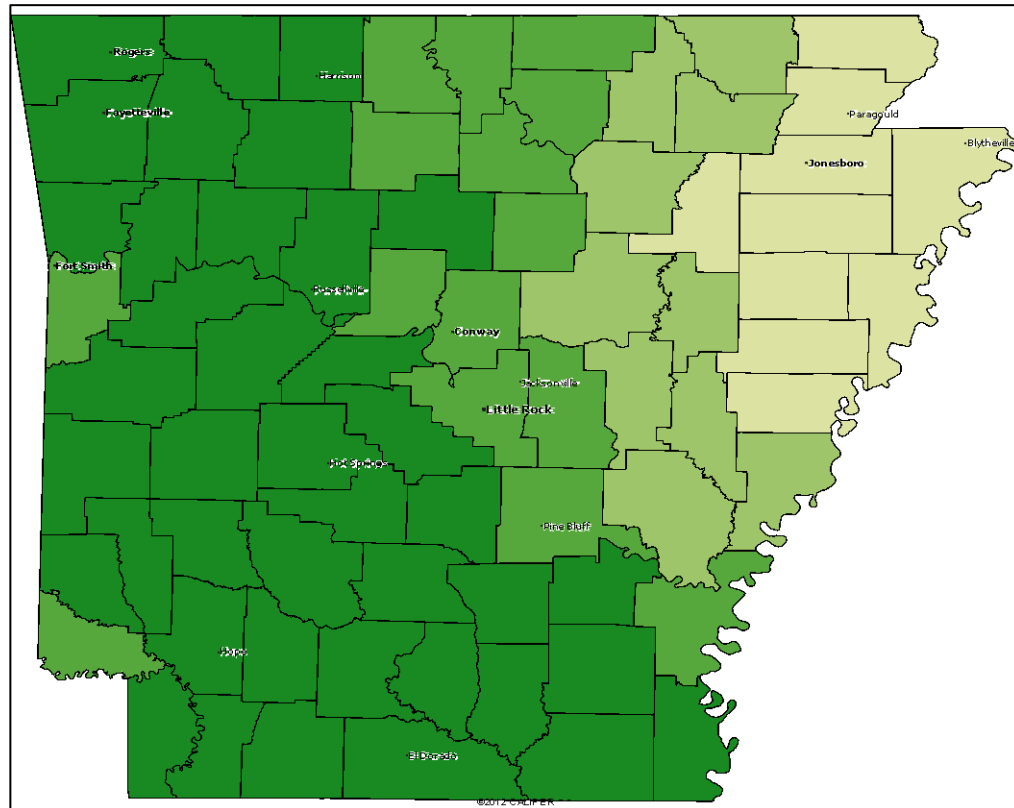 Rogers
Harrison
Fayetteville
Paragould
Blytheville
Jonesboro
Fort Smith
Russellville
Conway
Jacksonville
Little Rock
Hot Springs
Pine Bluff
Hope
El Dorado
©2012 CALIPER